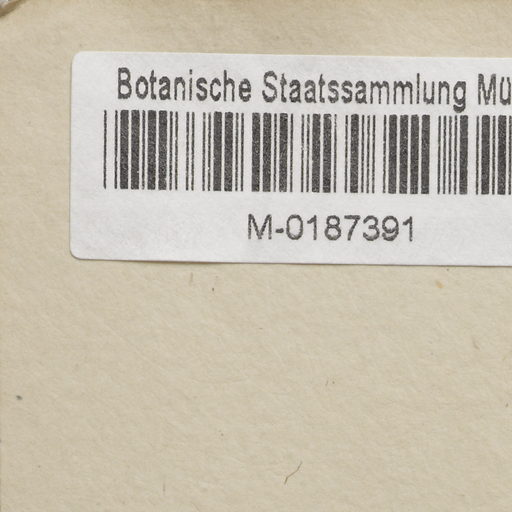 Botanische Staatssammlung Mü
M-0187391